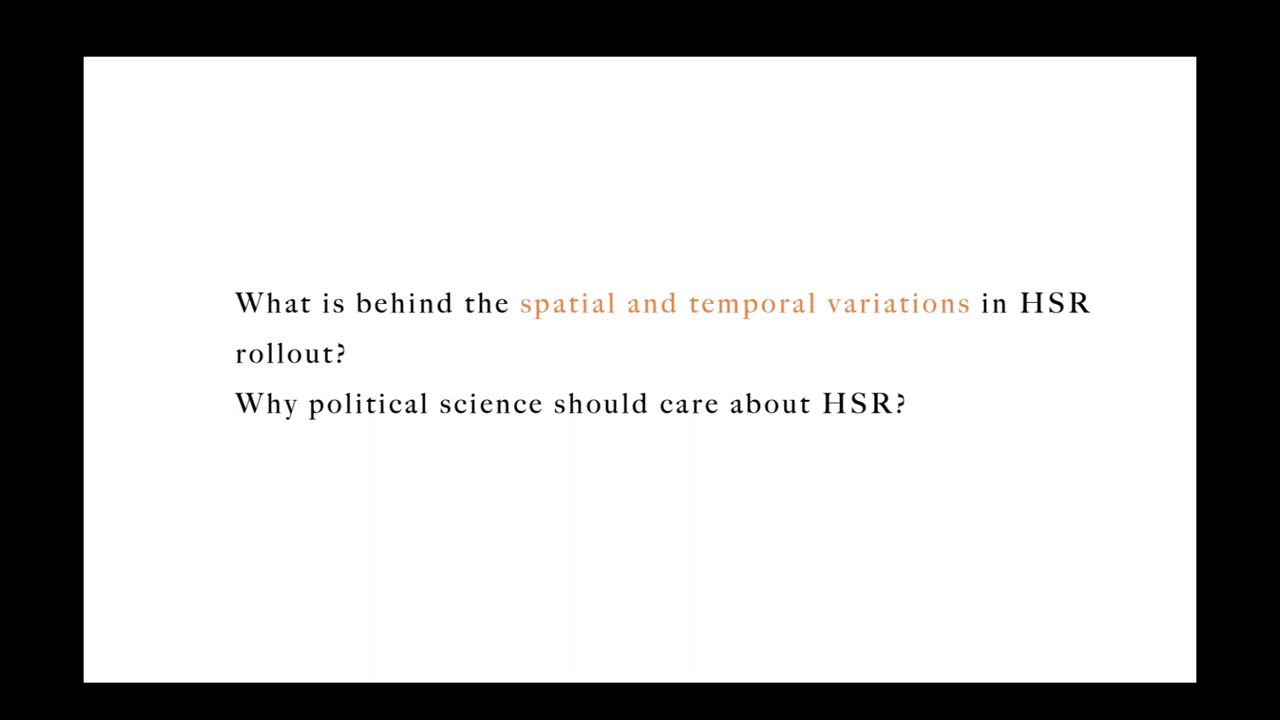 What is behind the spatial and temporal variations in HSR
rollout?
Why political science should care about HSR?